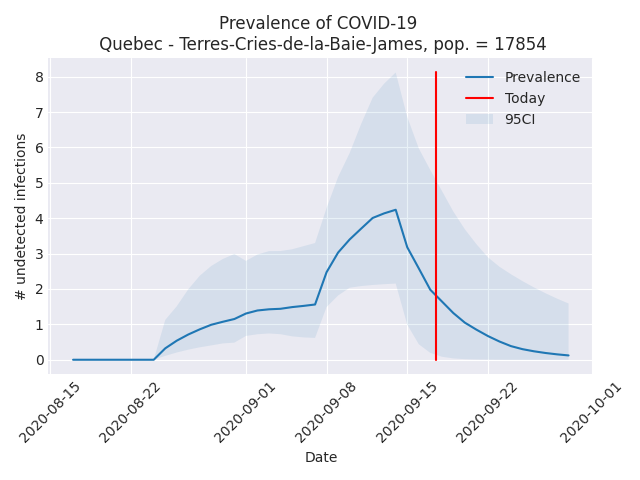 Prevalence of COVID-19
Quebec - Terres-Cries-de-la-Baie-James, pop. = 17854
8
7
6
5
4
3
2
1
0
# undetected infections
Prevalence
Today
95CI
2020-08-15
2020-08-22
2020-09-01
2020-09-08
2020-09-15
2020-09-22
2020-10-01
Date